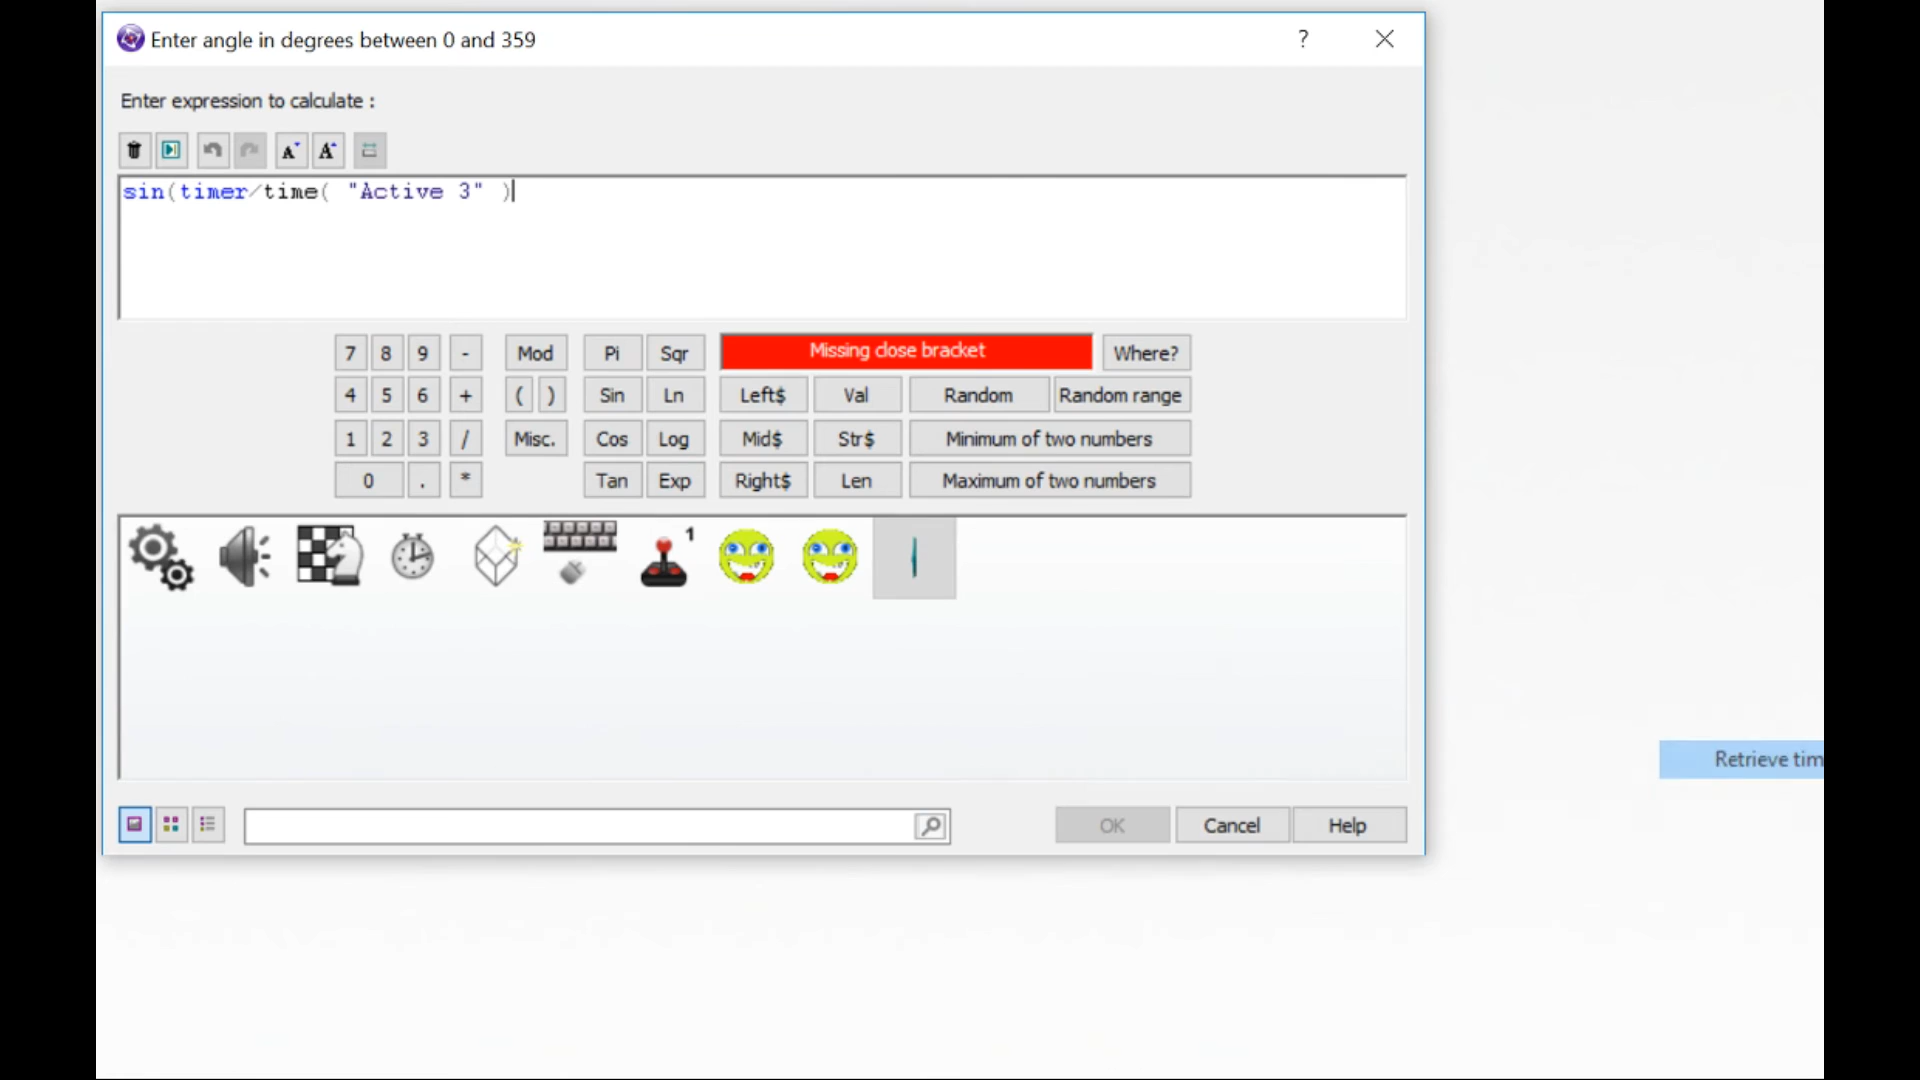 Enter angle in degrees between 0 and 359
?
Enter expression to calculate :
A A
sin(timer/time( "Active 3" )
7 8 9 - Mod Pi Sqr Missing close bracket Where?
4 5 6 + ( ) Sin Ln Left$ Val Random Random range
1 2 3 / Misc. Cos Log Mid$ Str$ Minimum of two numbers
0 . * Tan Exp Right$ Len Maximum of two numbers
1
Retrieve tim
OK Cancel Help